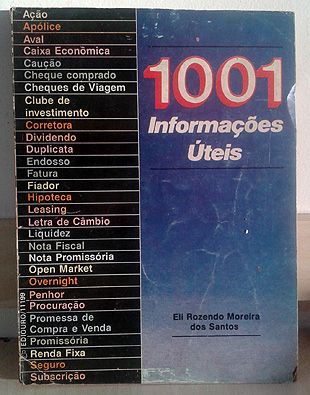 Ação
Apólice
Aval
Caixa Econômica
Caução
Cheque comprado
Cheques de Viagem
Clube de
investimento
Corretora
Dividendo
Duplicata
Endosso
Fatura
Fiador
Hipoteca
Leasing
Letra de Câmbio
Liquidez
Nota Fiscal
Nota Promissória
Open Market
Overnight
Penhor
Procuração
Promessa de
Compra e Venda
Promissória
Renda Fixa
Seguro
Subscrição
EDIOURO 11199
1001
Informações
Úteis
Eli Rozendo Moreira
dos Santos